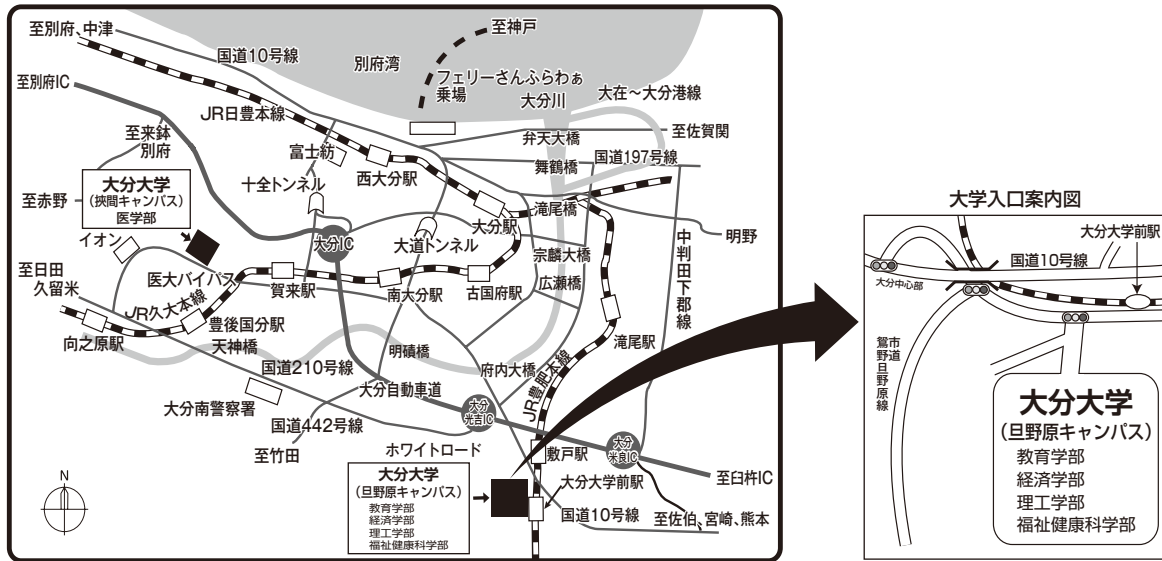 至別府、中津
国道10号線
別府湾
至神戸
フェリーさんふらわぁ
乗場
大分川
大在～大分港線
至別府IC
JR日豊本線
弁天大橋
至佐賀関
至来鉢
別府
富士紡
西大分駅
舞鶴橋
国道197号線
大分大学
(挾間キャンパス)
医学部
至赤野
十全トンネル
大分駅
滝尾橋
明野
イオン
大分IC
大道トンネル
宗麟大橋
中判田下郡線
至日田
久留米
医大バイパス
賀来駅
南大分駅
古国府駅
広瀬橋
JR久大本線
豊後国分駅
滝尾駅
向之原駅
天神橋
明磧橋
国道210号線
府内大橋
JR豊肥本線
大分自動車道
大分南警察署
大分
光吉IC
国道442号線
至竹田
ホワイトロード
敷戸駅
大分
米良IC
至臼杵IC
大分大学
(旦野原キャンパス)
教育学部
経済学部
理工学部
福祉健康科学部
大分大学前駅
国道10号線
至佐伯、宮崎、熊本
N
大学入口案内図
大分大学前駅
国道10号線
大分中心部
市道
鴛野旦野原線
大分大学
(旦野原キャンパス)
教育学部
経済学部
理工学部
福祉健康科学部